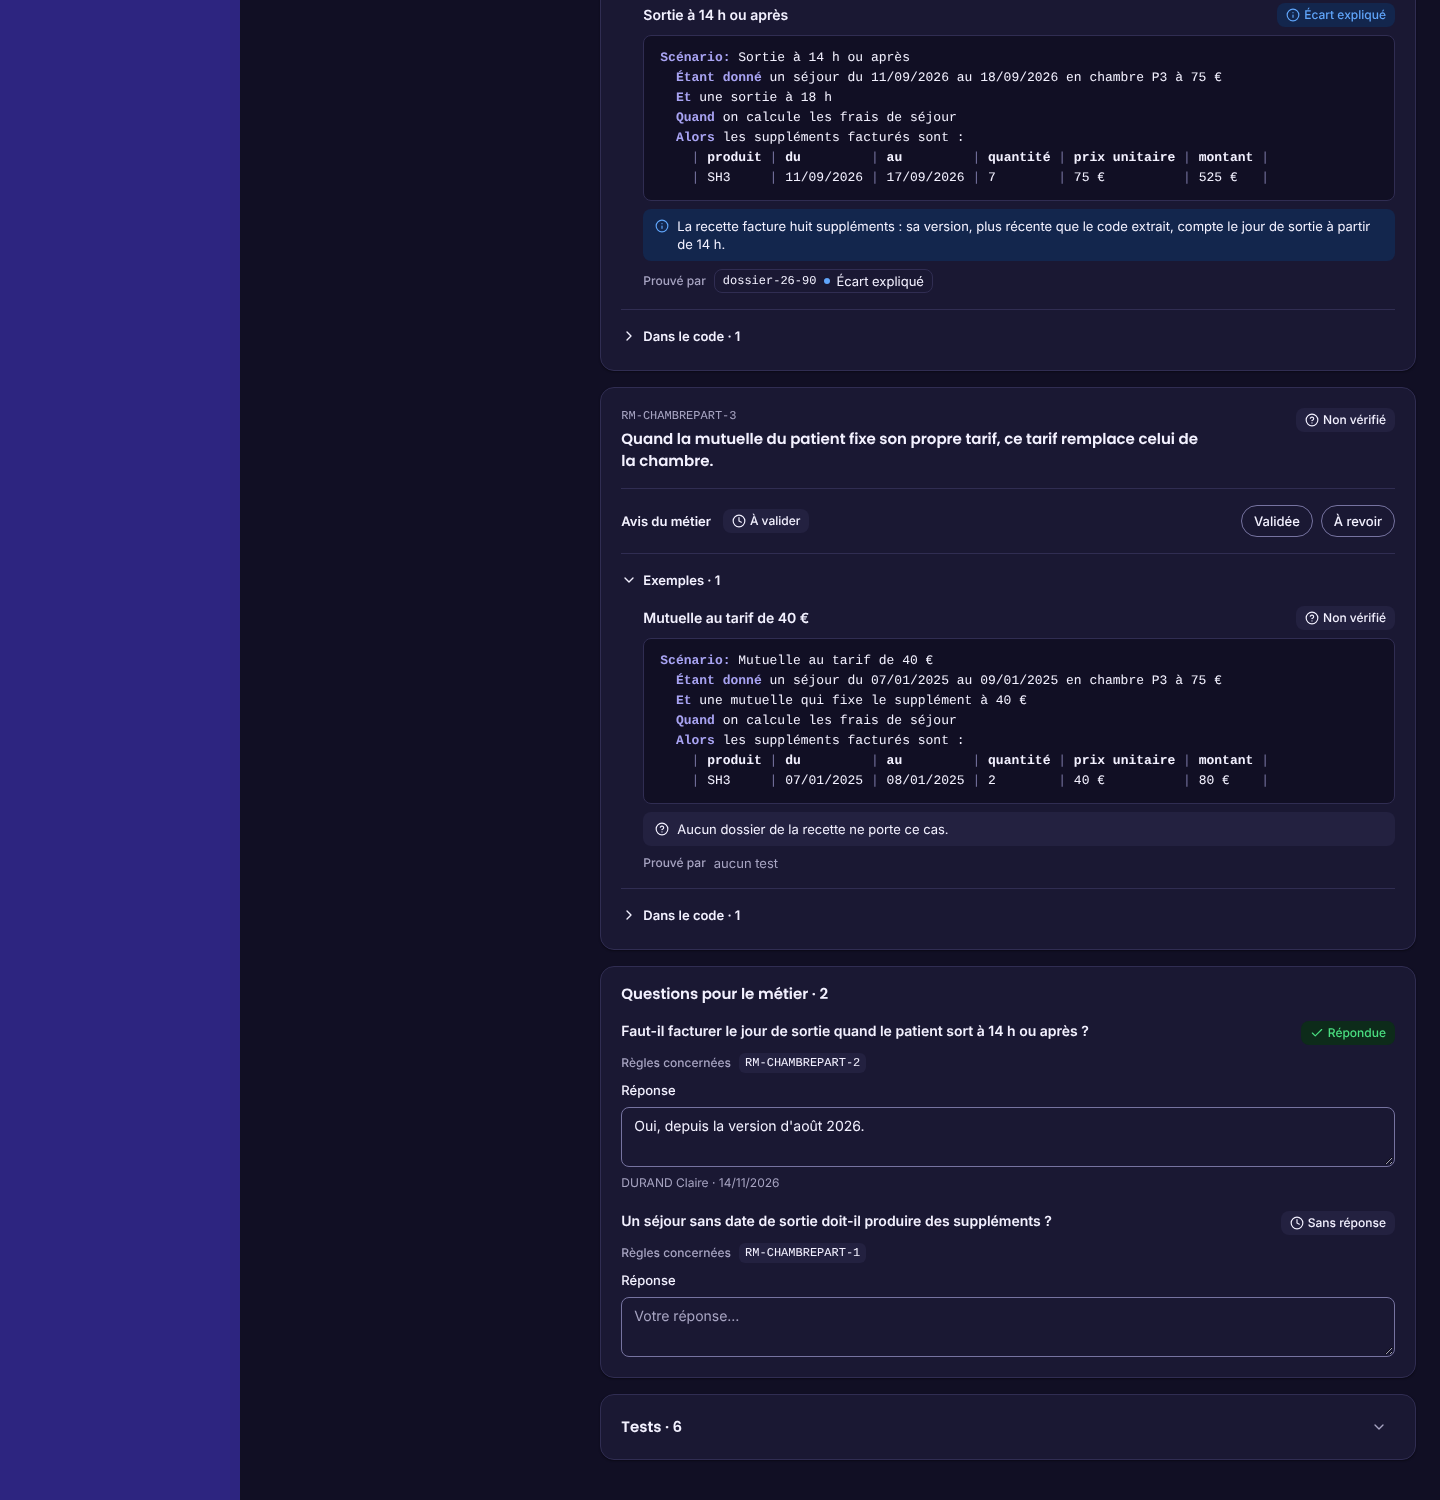 Sortie à 14 h ou après
Écart expliqué
Scénario: Sortie à 14 h ou après
Étant donné un séjour du 11/09/2026 au 18/09/2026 en chambre P3 à 75 €
Et une sortie à 18 h
Quand on calcule les frais de séjour
Alors les suppléments facturés sont :
| produit | du | au | quantité | prix unitaire | montant |
| SH3 | 11/09/2026 | 17/09/2026 | 7 | 75 € | 525 € |
La recette facture huit suppléments : sa version, plus récente que le code extrait, compte le jour de sortie à partir
de 14 h.
Prouvé par dossier-26-90 Écart expliqué
Dans le code · 1
RM-CHAMBREPART-3
Non vérifié
Quand la mutuelle du patient fixe son propre tarif, ce tarif remplace celui de
la chambre.
Avis du métier À valider Validée À revoir
Exemples · 1
Mutuelle au tarif de 40 €
Non vérifié
Scénario: Mutuelle au tarif de 40 €
Étant donné un séjour du 07/01/2025 au 09/01/2025 en chambre P3 à 75 €
Et une mutuelle qui fixe le supplément à 40 €
Quand on calcule les frais de séjour
Alors les suppléments facturés sont :
| produit | du | au | quantité | prix unitaire | montant |
| SH3 | 07/01/2025 | 08/01/2025 | 2 | 40 € | 80 € |
Aucun dossier de la recette ne porte ce cas.
Prouvé par aucun test
Dans le code · 1
Questions pour le métier · 2
Faut-il facturer le jour de sortie quand le patient sort à 14 h ou après ?
Répondue
Règles concernées RM-CHAMBREPART-2
Réponse
Oui, depuis la version d'août 2026.
DURAND Claire · 14/11/2026
Un séjour sans date de sortie doit-il produire des suppléments ?
Sans réponse
Règles concernées RM-CHAMBREPART-1
Réponse
Votre réponse...
Tests · 6